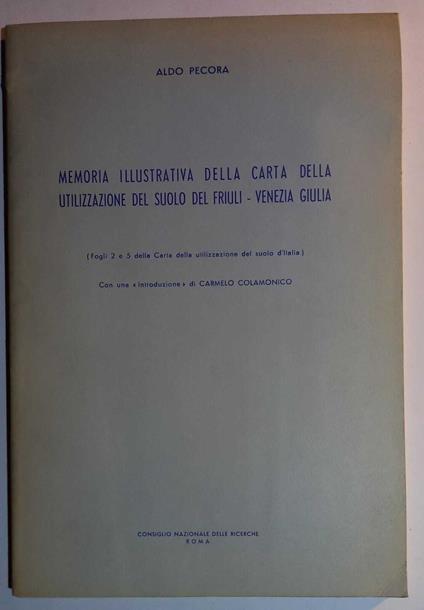 ALDO PECORA
MEMORIA ILLUSTRATIVA DELLA CARTA DELLA
UTILIZZAZIONE DEL SUOLO DEL FRIULI - VENEZIA GIULIA
(Fogli 2 e 5 della Carta della utilizzazione del suolo d'Italia)
Con una «Introduzione» di CARMELO COLAMONICO
CONSIGLIO NAZIONALE DELLE RICERCHE
ROMA